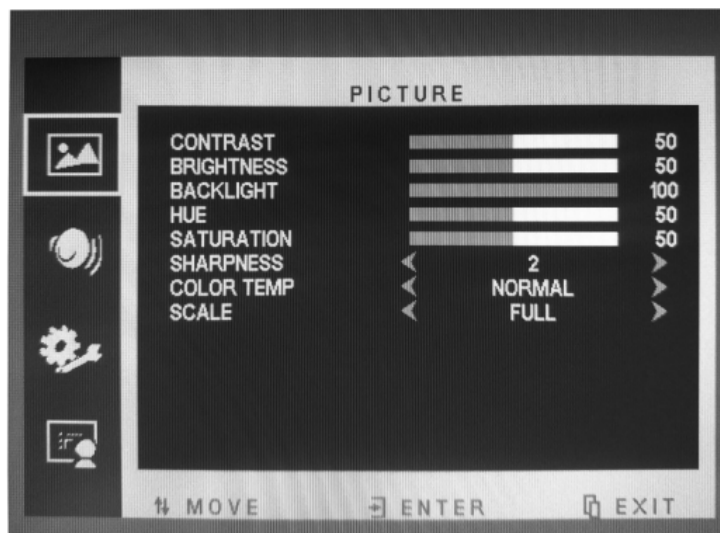 PICTURE
CONTRAST 50
BRIGHTNESS 50
BACKLIGHT 100
HUE 50
SATURATION 50
SHARPNESS 2
COLOR TEMP NORMAL
SCALE FULL
MOVE ENTER EXIT